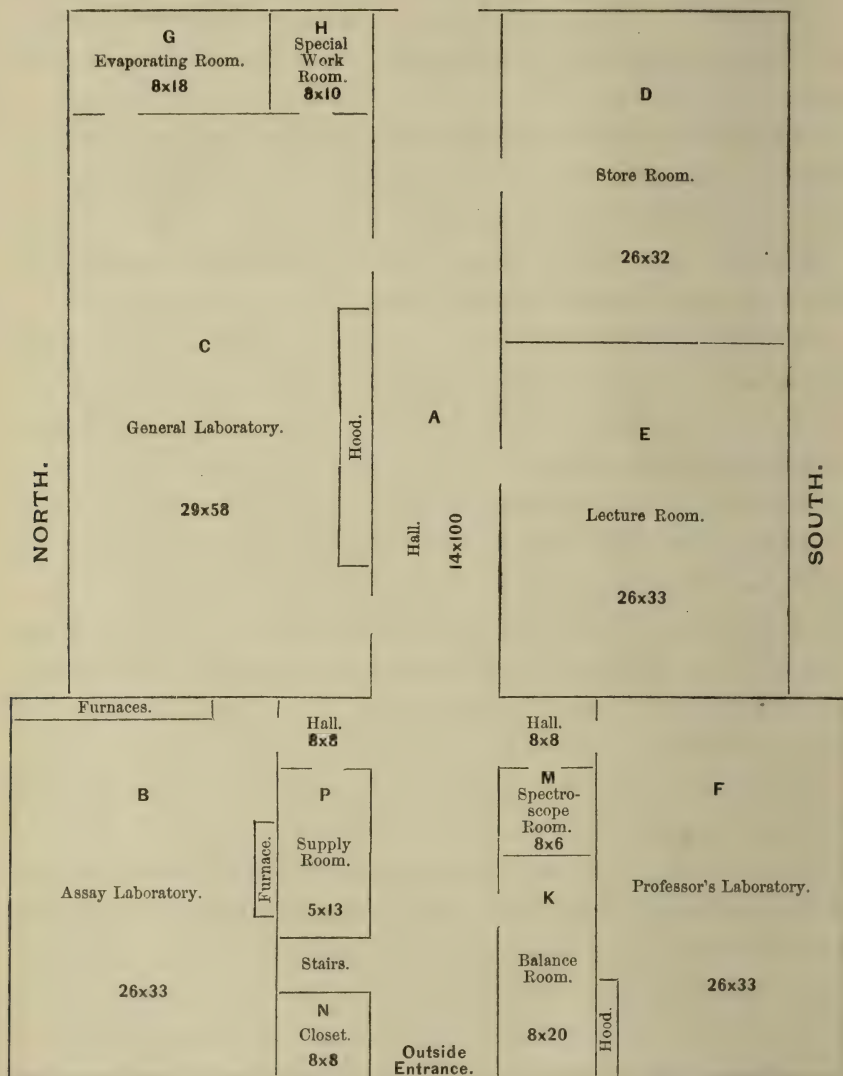 G
Evaporating Room.
8x18
H
Special
Work
Room.
8x10
D
Store Room.
26x32
C
General Laboratory.
29x58
Hood.
A
Hall.
14x100
E
Lecture Room.
26x33
NORTH.
SOUTH.
Furnaces.
Hall.
8x8
Hall.
8x8
B
Assay Laboratory.
26x33
Furnace.
P
Supply
Room.
5x13
Stairs.
N
Closet.
8x8
Outside
Entrance.
M
Spectro-
scope
Room.
8x6
K
Balance
Room.
8x20
Hood.
F
Professor's Laboratory.
26x33